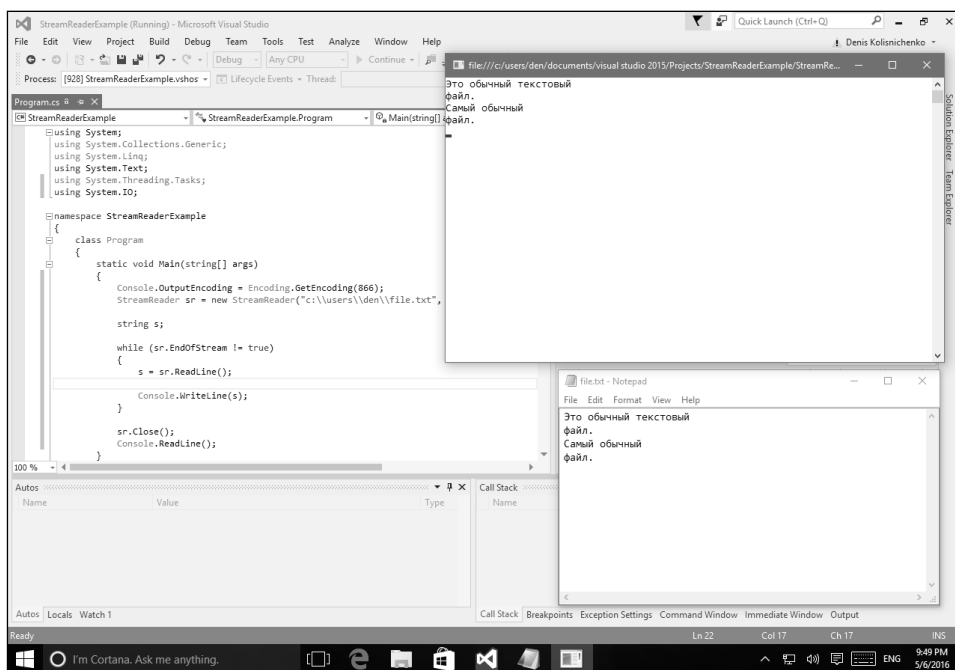 StreamReaderExample (Running) - Microsoft Visual Studio
Quick Launch (Ctrl+Q)
File Edit View Project Build Debug Team Tools Test Analyze Window Help
Denis Kolisnichenko
Debug Any CPU Continue
Process: [928] StreamReaderExample.vshos Lifecycle Events Thread:
Program.cs
StreamReaderExample StreamReaderExample.Program Main(string[]
using System;
using System.Collections.Generic;
using System.Linq;
using System.Text;
using System.Threading.Tasks;
using System.IO;
namespace StreamReaderExample
{
class Program
{
static void Main(string[] args)
{
Console.OutputEncoding = Encoding.GetEncoding(866);
StreamReader sr = new StreamReader("c:\\users\\den\\file.txt",
string s;
while (sr.EndOfStream != true)
{
s = sr.ReadLine();
Console.WriteLine(s);
}
sr.Close();
Console.ReadLine();
}
100 %
file:///c:/users/den/documents/visual studio 2015/Projects/StreamReaderExample/StreamRe...
Это обычный текстовый
файл.
Самый обычный
файл.
Solution Explorer
Team Explorer
file.txt - Notepad
File Edit Format View Help
Это обычный текстовый
файл.
Самый обычный
файл.
Autos
Name Value Type
Call Stack
Name
Autos Locals Watch 1
Call Stack Breakpoints Exception Settings Command Window Immediate Window Output
Ready Ln 22 Col 17 Ch 17 INS
I'm Cortana. Ask me anything.
ENG
9:49 PM
5/6/2016